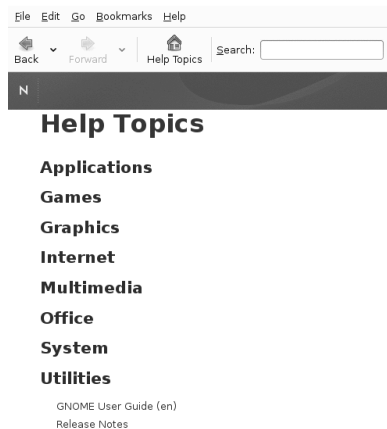 File Edit Go Bookmarks Help
Back Forward Help Topics Search:
N
Help Topics
Applications
Games
Graphics
Internet
Multimedia
Office
System
Utilities
GNOME User Guide (en)
Release Notes